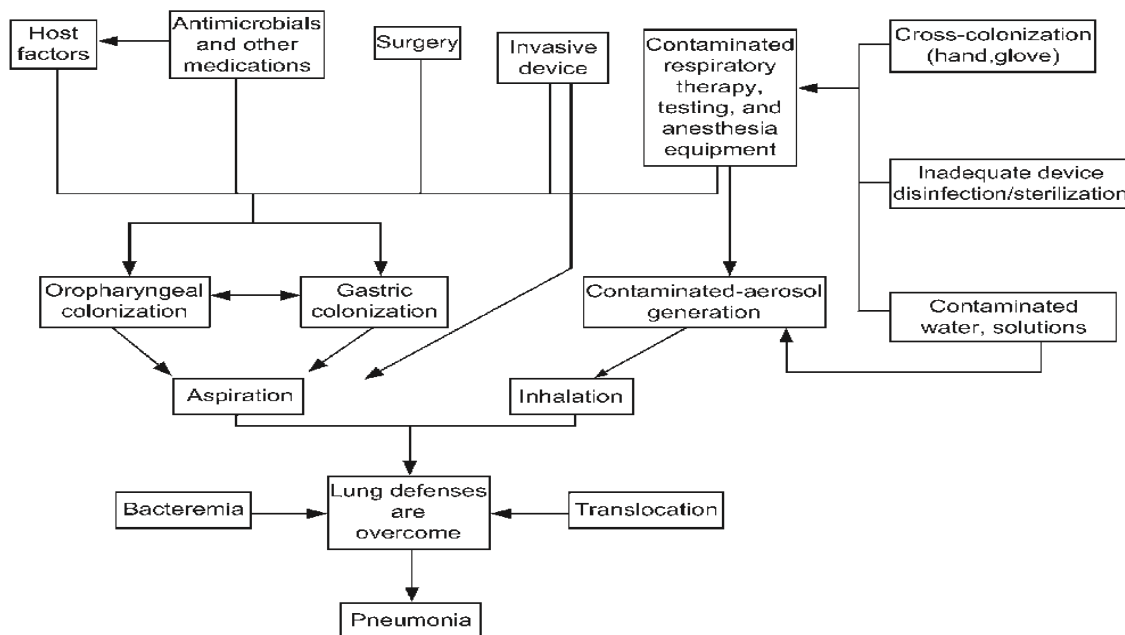 Host
factors
Antimicrobials
and other
medications
Surgery
Invasive
device
Contaminated
respiratory
therapy,
testing, and
anesthesia
equipment
Cross-colonization
(hand,glove)
Inadequate device
disinfection/sterilization
Contaminated
water, solutions
Oropharyngeal
colonization
Gastric
colonization
Contaminated-aerosol
generation
Aspiration
Inhalation
Bacteremia
Lung defenses
are
overcome
Translocation
Pneumonia